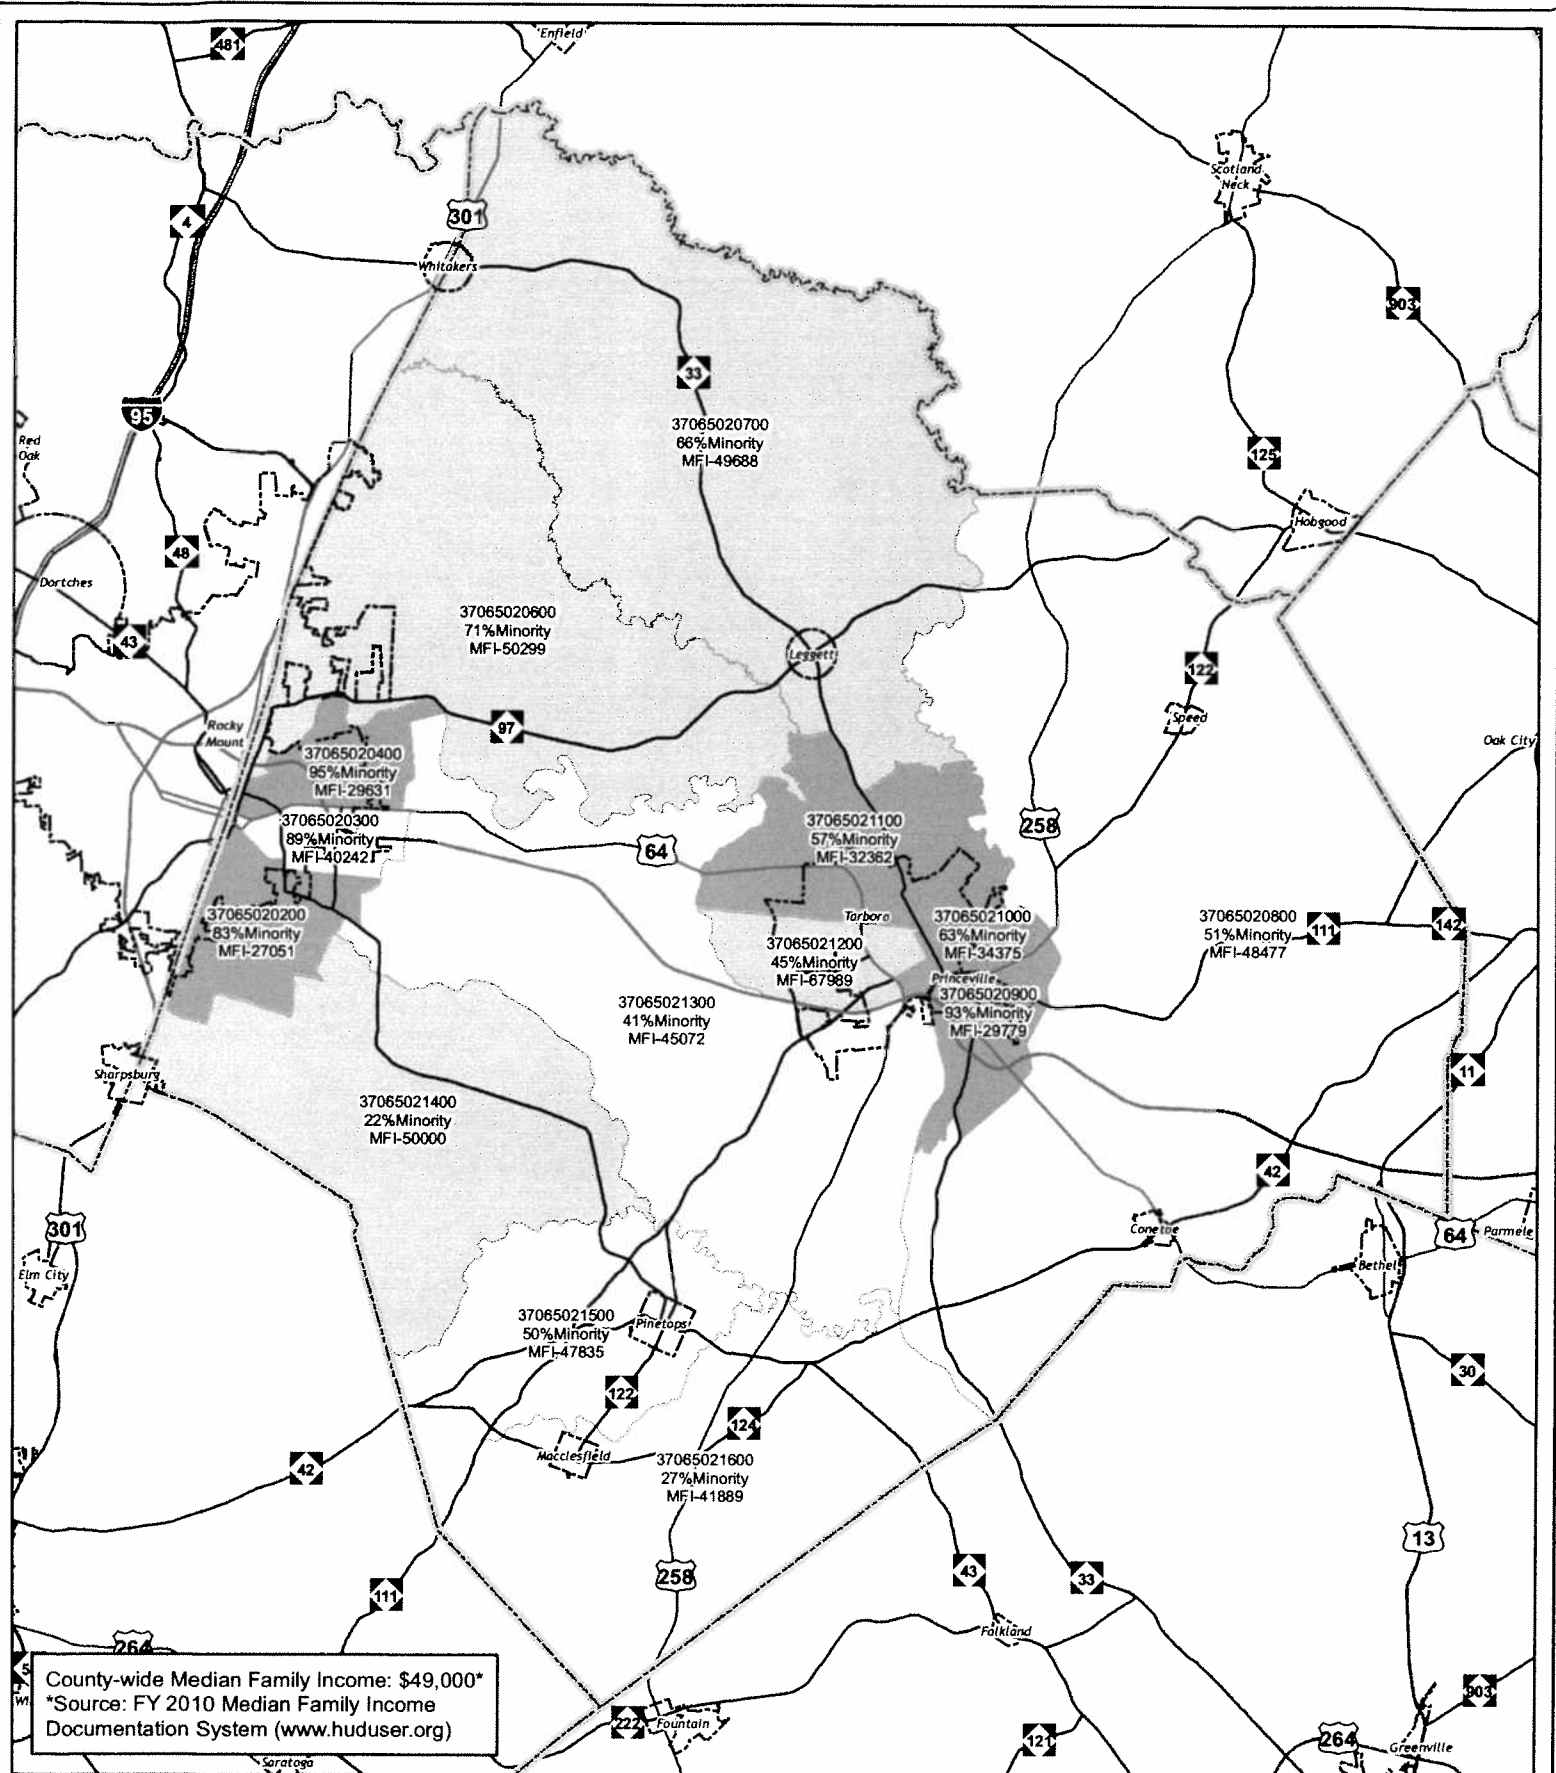 481
Enfield
Scotland
Neck
4
301
Whitakers
903
33
95
37065020700
66%Minority
MFI-49688
Red
Oak
125
Hobgood
48
Dortches
43
37065020600
71%Minority
MFI-50299
Leggett
122
Speed
Rocky
Mount
97
Oak City
37065020400
95%Minority
MFI-29631
37065020300
89%Minority
MFI-40242
64
37065021100
57%Minority
MFI-32362
258
37065020200
83%Minority
MFI-27051
Tarboro
37065021000
63%Minority
MFI-34375
37065020800
51%Minority
MFI-48477
111
142
37065021200
45%Minority
MFI-67989
Princeville
37065020900
93%Minority
MFI-29779
37065021300
41%Minority
MFI-45072
Sharpsburg
11
37065021400
22%Minority
MFI-50000
42
301
Conetoe
64
Parmele
Elm City
Bethel
37065021500
50%Minority
MFI-47835
Pinetops
122
30
124
Macclesfield
42
37065021600
27%Minority
MFI-41889
13
258
43
33
111
Falkland
264
County-wide Median Family Income: $49,000*
*Source: FY 2010 Median Family Income
Documentation System (www.huduser.org)
903
222
Fountain
121
264
Greenville
Saratoga